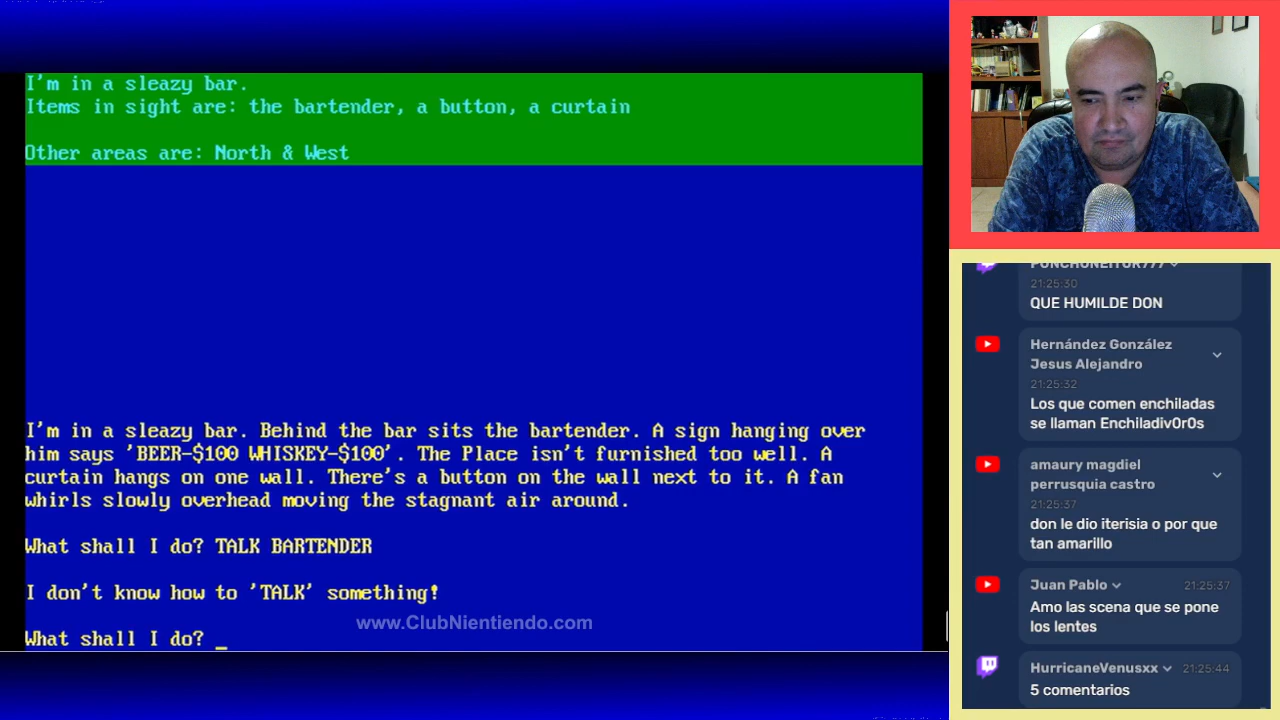 I'm in a sleazy bar.
Items in sight are: the bartender, a button, a curtain
Other areas are: North & West
I'm in a sleazy bar. Behind the bar sits the bartender. A sign hanging over
him says 'BEER-$100 WHISKEY-$100'. The Place isn't furnished too well. A
curtain hangs on one wall. There's a button on the wall next to it. A fan
whirls slowly overhead moving the stagnant air around.
What shall I do? TALK BARTENDER
I don't know how to 'TALK' something!
www.ClubNientiendo.com
What shall I do? _
21:25:30
QUE HUMILDE DON
Hernández González
Jesus Alejandro
21:25:32
Los que comen enchiladas
se llaman Enchiladiv0r0s
amaury magdiel
perrusquia castro
21:25:37
don le dio iterisia o por que
tan amarillo
Juan Pablo 21:25:37
Amo las scena que se pone
los lentes
HurricaneVenusxx 21:25:44
5 comentarios